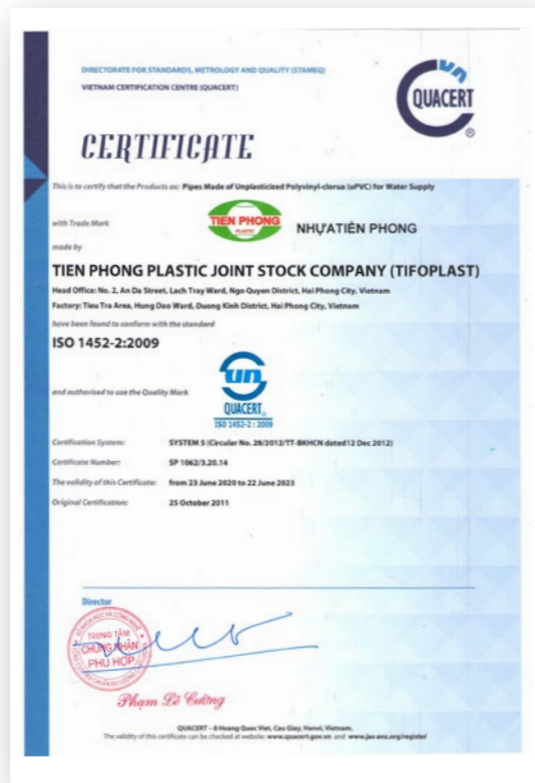 DIRECTORATE FOR STANDARDS, METROLOGY AND QUALITY (STAMEQ)
VIETNAM CERTIFICATION CENTRE (QUACERT)
QUACERT
®
CERTIFICATE
This is to certify that the Products as: Pipes Made of Unplasticized Polyvinyl-clorua (uPVC) for Water Supply
with Trade Mark
TIEN PHONG
PLASTIC
NHỰA TIỀN PHONG
made by
TIEN PHONG PLASTIC JOINT STOCK COMPANY (TIFOPLAST)
Head Office: No. 2, An Da Street, Lach Tray Ward, Ngo Quyen District, Hai Phong City, Vietnam
Factory: Tieu Tra Area, Hung Dao Ward, Duong Kinh District, Hai Phong City, Vietnam
have been found to conform with the standard
ISO 1452-2:2009
and authorised to use the Quality Mark
QUACERT
ISO 1452-2 : 2009
Certification System: SYSTEM 5 (Circular No. 28/2012/TT-BKHCN dated12 Dec 2012)
Certificate Number: SP 1062/3.20.14
The validity of this Certificate: from 23 June 2020 to 22 June 2023
Original Certification: 25 October 2011
Director
TRUNG TÂM
CHỨNG NHẬN
PHÙ HỢP
Phạm Lê Cường
QUACERT – 8 Hoang Quoc Viet, Cau Giay, Hanoi, Vietnam.
The validity of this certificate can be checked at website: www.quacert.gov.vn and www.jas-anz.org/register